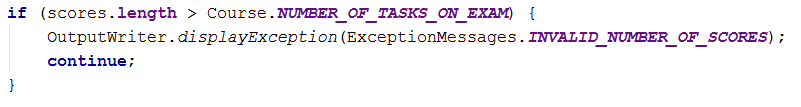 if (scores.length > Course.NUMBER_OF_TASKS_ON_EXAM) {
    OutputWriter.displayException(ExceptionMessages.INVALID_NUMBER_OF_SCORES);
    continue;
}